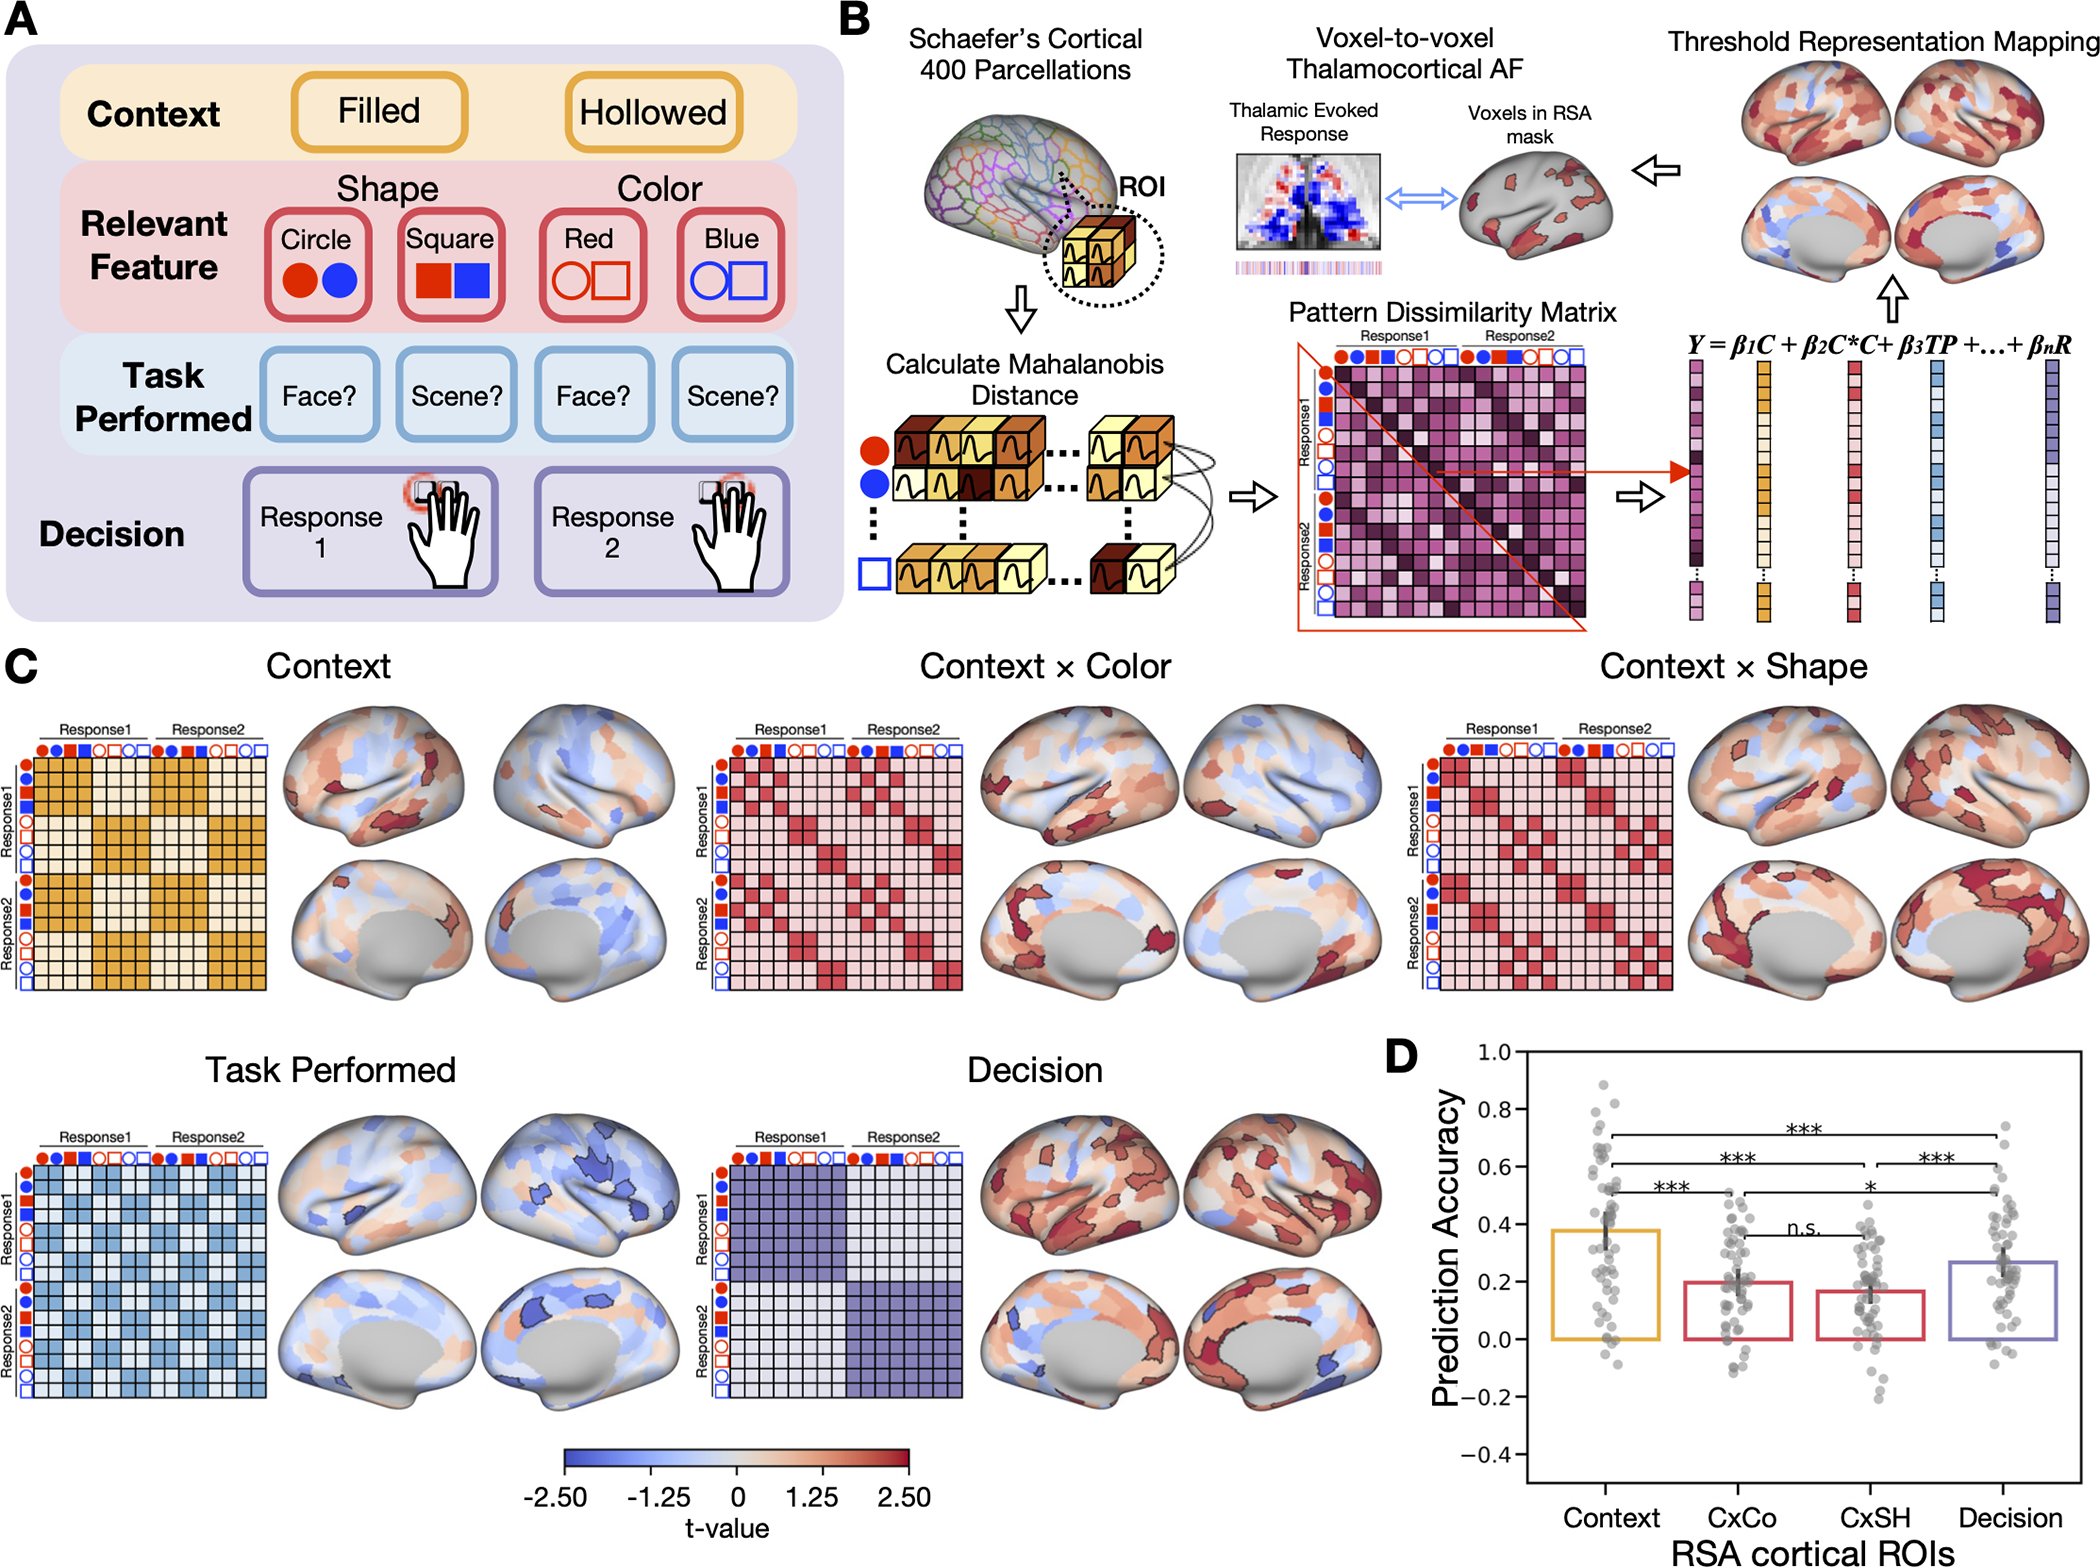 A
Context
Filled
Hollowed
Relevant
Feature
Shape
Color
Circle
Square
Red
Blue
Task
Performed
Face?
Scene?
Face?
Scene?
Decision
Response
1
Response
2
B
Schaefer's Cortical
400 Parcellations
ROI
Voxel-to-voxel
Thalamocortical AF
Thalamic Evoked
Response
Voxels in RSA
mask
Threshold Representation Mapping
Calculate Mahalanobis
Distance
Pattern Dissimilarity Matrix
Response1
Response2
Response1
Response2
Y = β1C + β2C*C+ β3TP +...+ βnR
C
Context
Response1
Response2
Response1
Response2
Context × Color
Response1
Response2
Response1
Response2
Context × Shape
Response1
Response2
Response1
Response2
Task Performed
Response1
Response2
Response1
Response2
Decision
Response1
Response2
Response1
Response2
-2.50
-1.25
0
1.25
2.50
t-value
D
Prediction Accuracy
1.0
0.8
0.6
0.4
0.2
0.0
−0.2
−0.4
***
***
***
***
*
n.s.
Context
CxCo
CxSH
Decision
RSA cortical ROIs